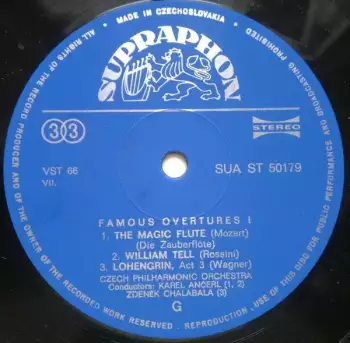 MADE IN CZECHOSLOVAKIA
ALL RIGHTS OF THE RECORD PRODUCER AND OF THE OWNER OF THE RECORDED WORK RESERVED . REPRODUCTION . USE OF THIS DISC FOR PUBLIC PERFORMANCE AND BROADCASTING PROHIBITED
SUPRAPHON
33
STEREO
VST 66
SUA ST 50179
VII.
FAMOUS OVERTURES I
1. THE MAGIC FLUTE (Mozart)
(Die Zauberflöte)
2. WILLIAM TELL (Rossini)
3. LOHENGRIN, Act 3 (Wagner)
CZECH PHILHARMONIC ORCHESTRA
Conductors: KAREL ANČERL (1, 2)
ZDENEK CHALABALA (3)
G